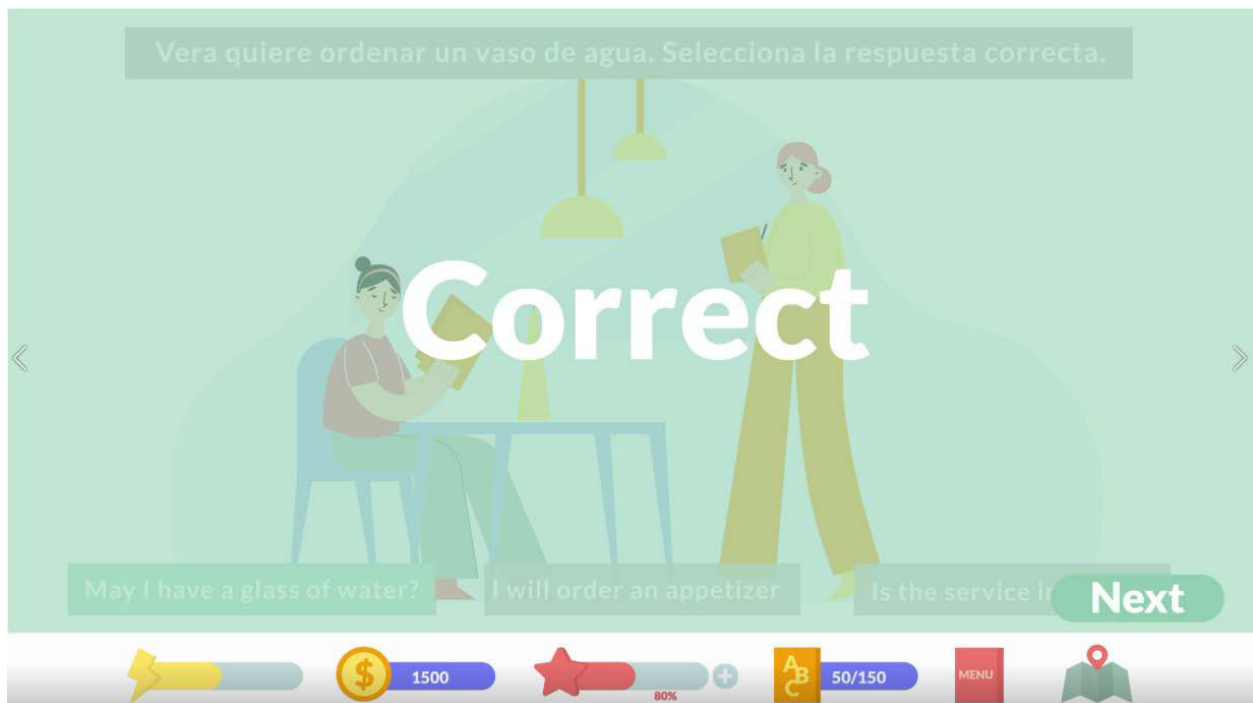 Vera quiere ordenar un vaso de agua. Selecciona la respuesta correcta.
Correct
May I have a glass of water?
I will order an appetizer
Is the service
Next
1500
80%
ABC
50/150
MENU